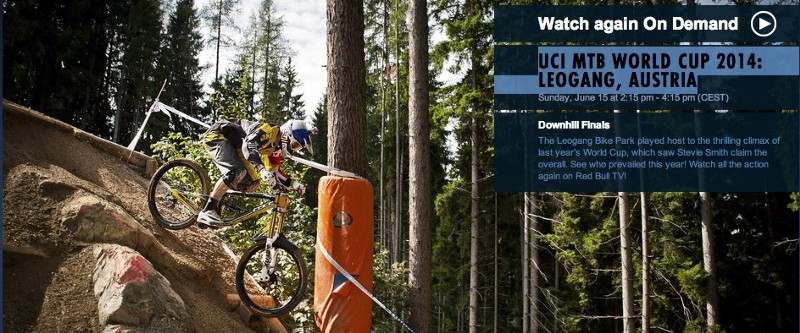 Watch again On Demand
UCI MTB WORLD CUP 2014:
LEOGANG, AUSTRIA
Sunday, June 15 at 2:15 pm - 4:15 pm (CEST)
Downhill Finals
The Leogang Bike Park played host to the thrilling climax of
last year's World Cup, which saw Stevie Smith claim the
overall. See who prevailed this year! Watch all the action
again on Red Bull TV!